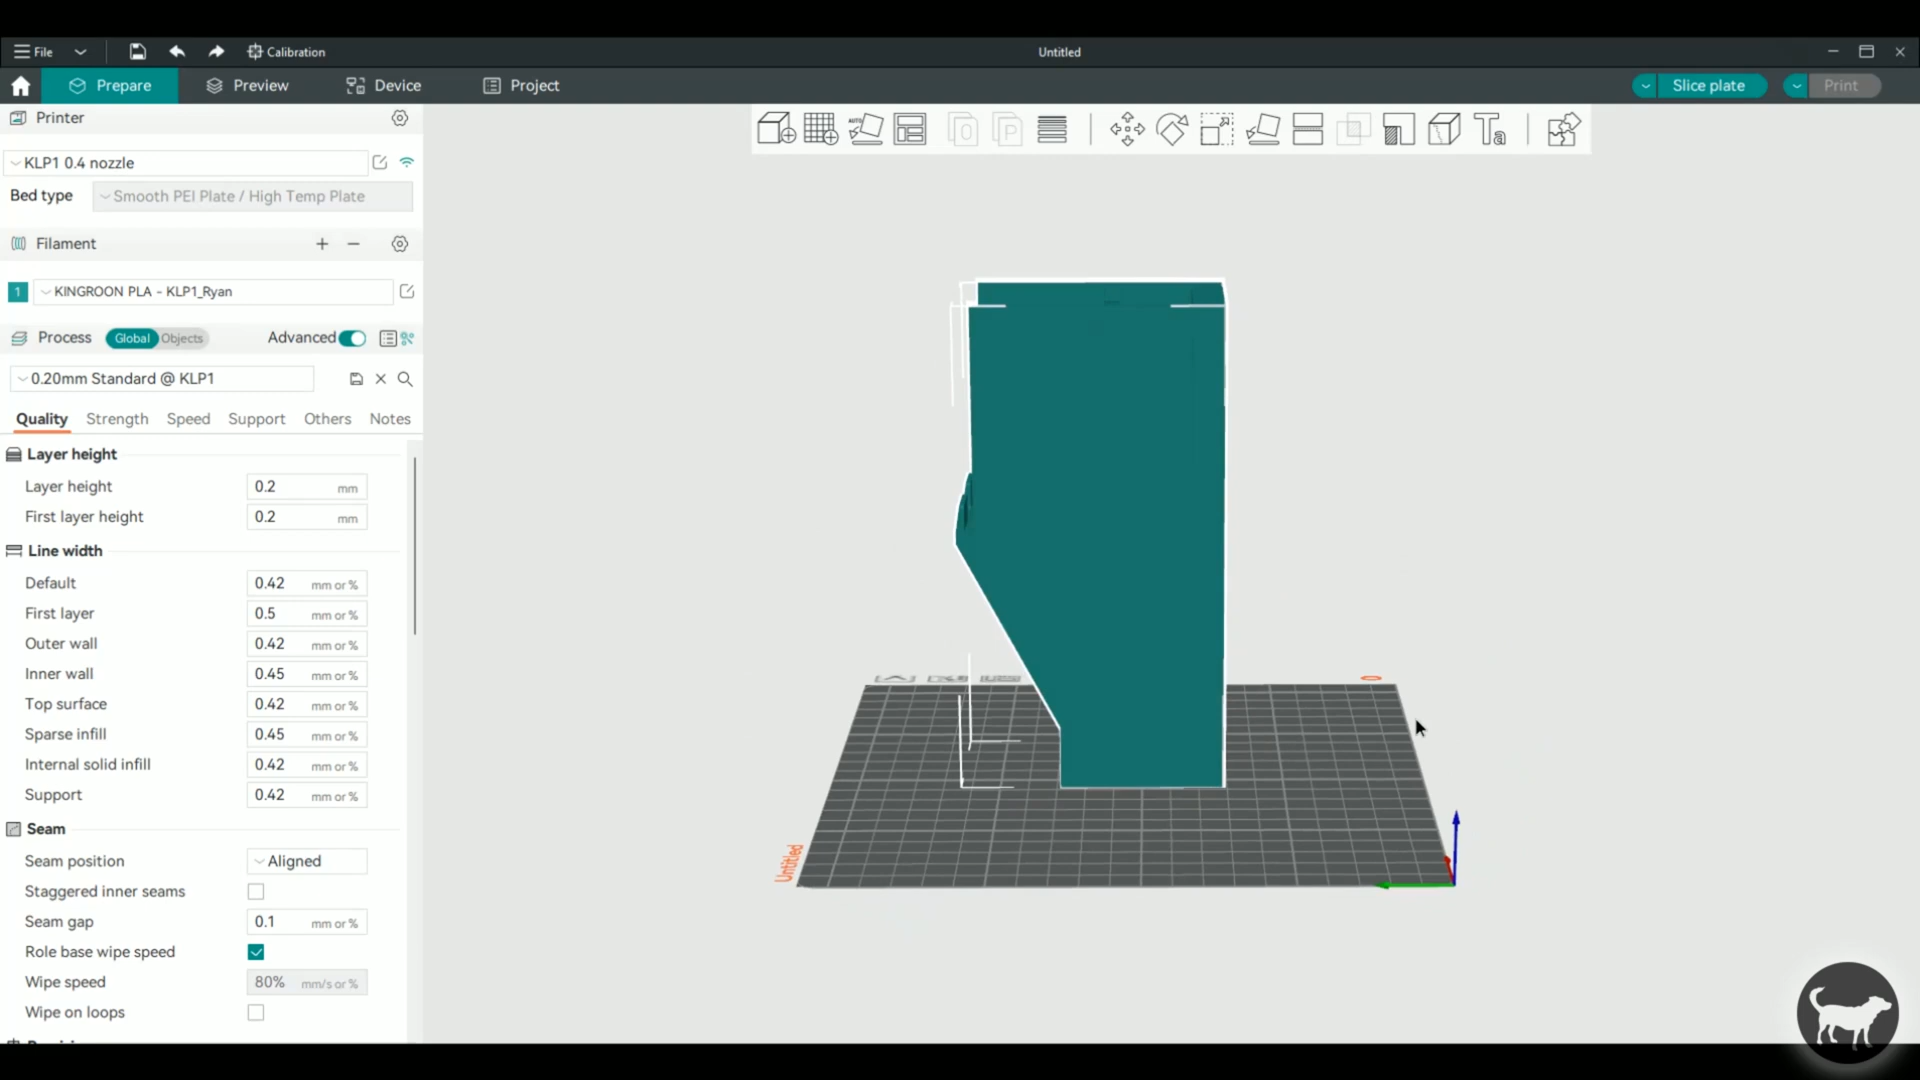 File
Calibration
Untitled
Prepare
Preview
Device
Project
Slice plate
Print
Printer
KLP1 0.4 nozzle
Bed type
Smooth PEI Plate / High Temp Plate
Filament
1
KINGROON PLA - KLP1_Ryan
Process
Global
Objects
Advanced
0.20mm Standard @ KLP1
Quality
Strength
Speed
Support
Others
Notes
Layer height
Layer height 0.2 mm
First layer height 0.2 mm
Line width
Default 0.42 mm or %
First layer 0.5 mm or %
Outer wall 0.42 mm or %
Inner wall 0.45 mm or %
Top surface 0.42 mm or %
Sparse infill 0.45 mm or %
Internal solid infill 0.42 mm or %
Support 0.42 mm or %
Seam
Seam position Aligned
Staggered inner seams
Seam gap 0.1 mm or %
Role base wipe speed
Wipe speed 80% mm/s or %
Wipe on loops
AUTO
Ta
Untitled